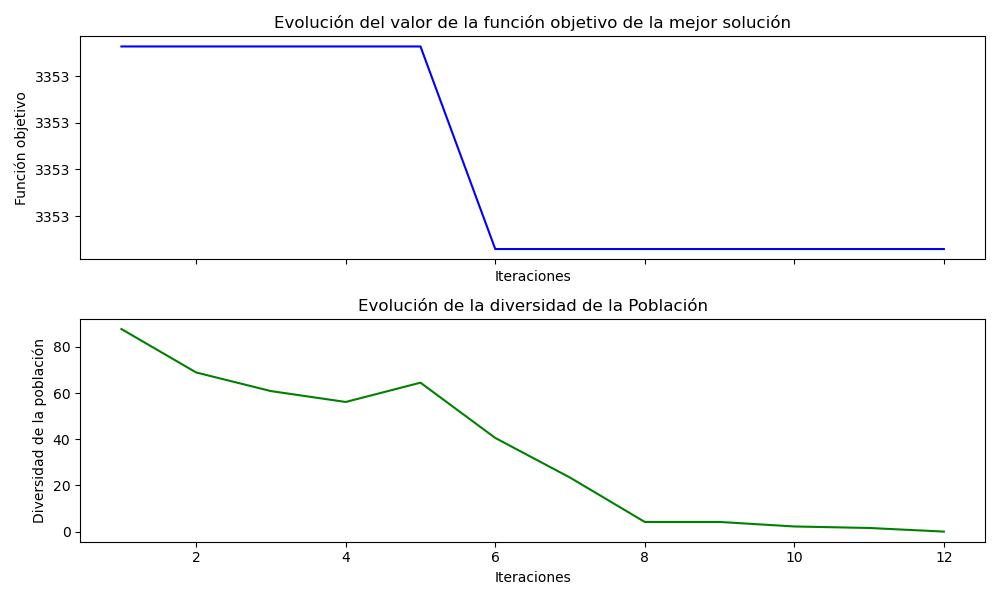 Evolución del valor de la función objetivo de la mejor solución
Función objetivo
3353
3353
3353
3353
Iteraciones
Evolución de la diversidad de la Población
Diversidad de la población
80
60
40
20
0
2 4 6 8 10 12
Iteraciones